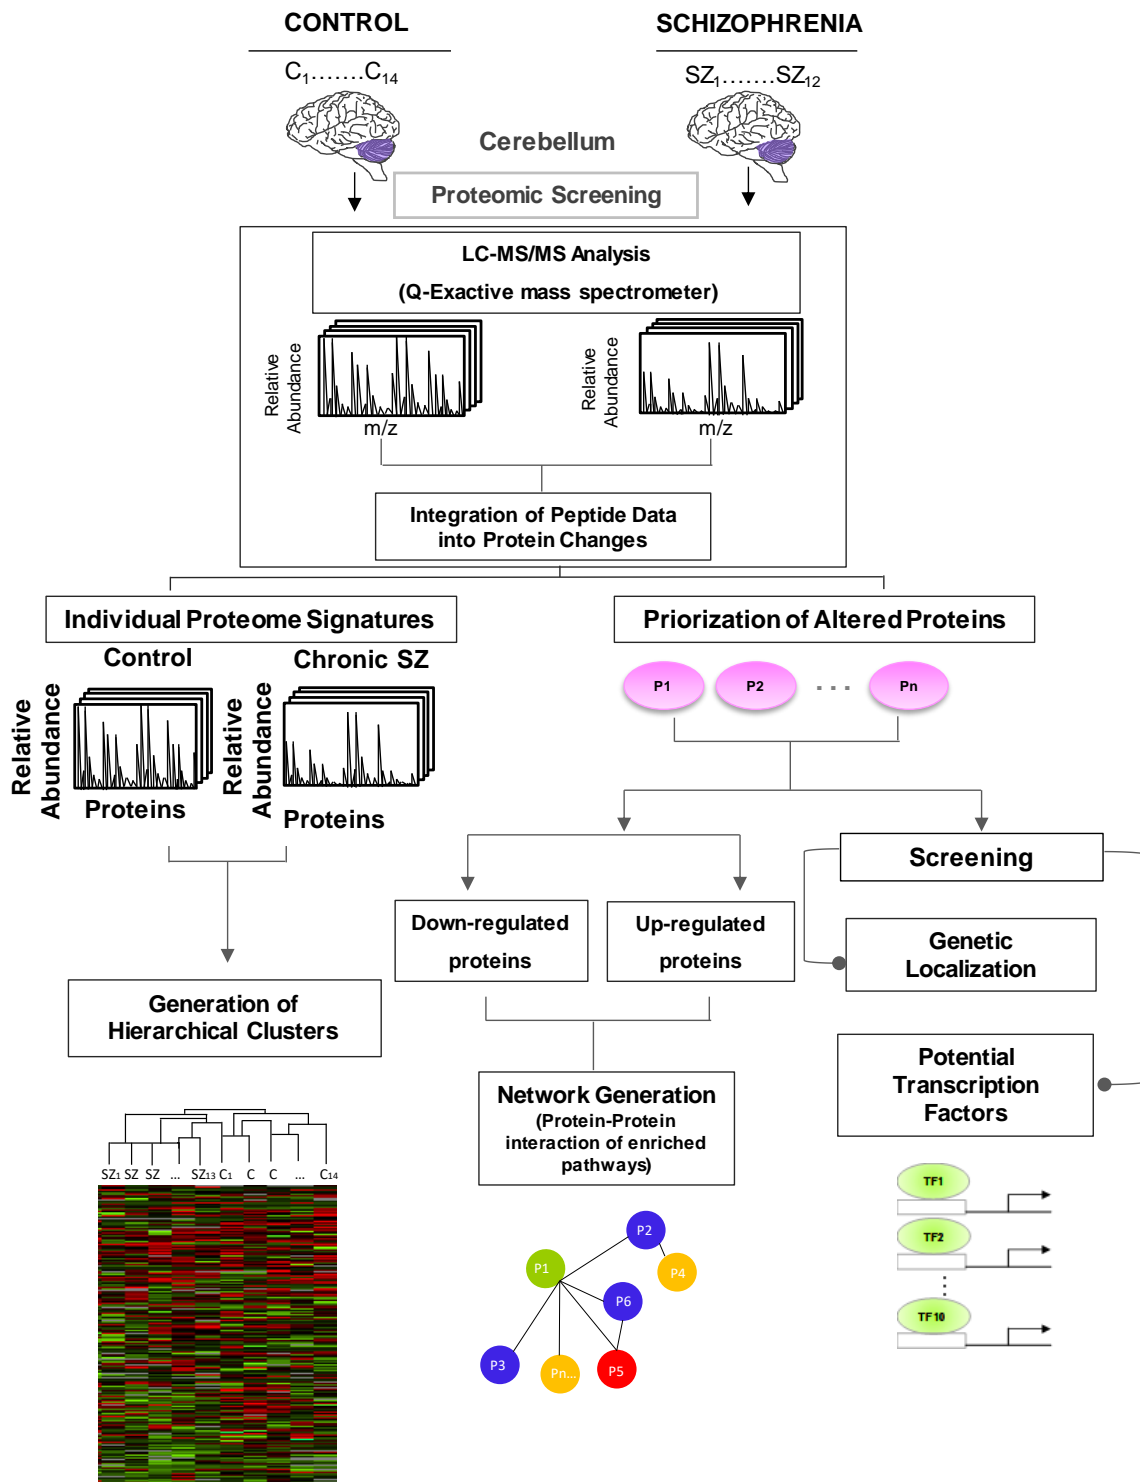 CONTROL
SCHIZOPHRENIA
C1.......C14
SZ1.......SZ12
Cerebellum
Proteomic Screening
LC-MS/MS Analysis
(Q-Exactive mass spectrometer)
Relative
Abundance
m/z
Relative
Abundance
m/z
Integration of Peptide Data
into Protein Changes
Individual Proteome Signatures
Control
Chronic SZ
Relative
Abundance
Proteins
Relative
Abundance
Proteins
Generation of
Hierarchical Clusters
SZ1 SZ SZ ... SZ13 C1 C C ... C14
Priorization of Altered Proteins
P1 P2 ... Pn
Down-regulated
proteins
Up-regulated
proteins
Network Generation
(Protein-Protein
interaction of enriched
pathways)
P2
P1
P4
P6
P3
Pn...
P5
Screening
Genetic
Localization
Potential
Transcription
Factors
TF1
TF2
⋮
TF10